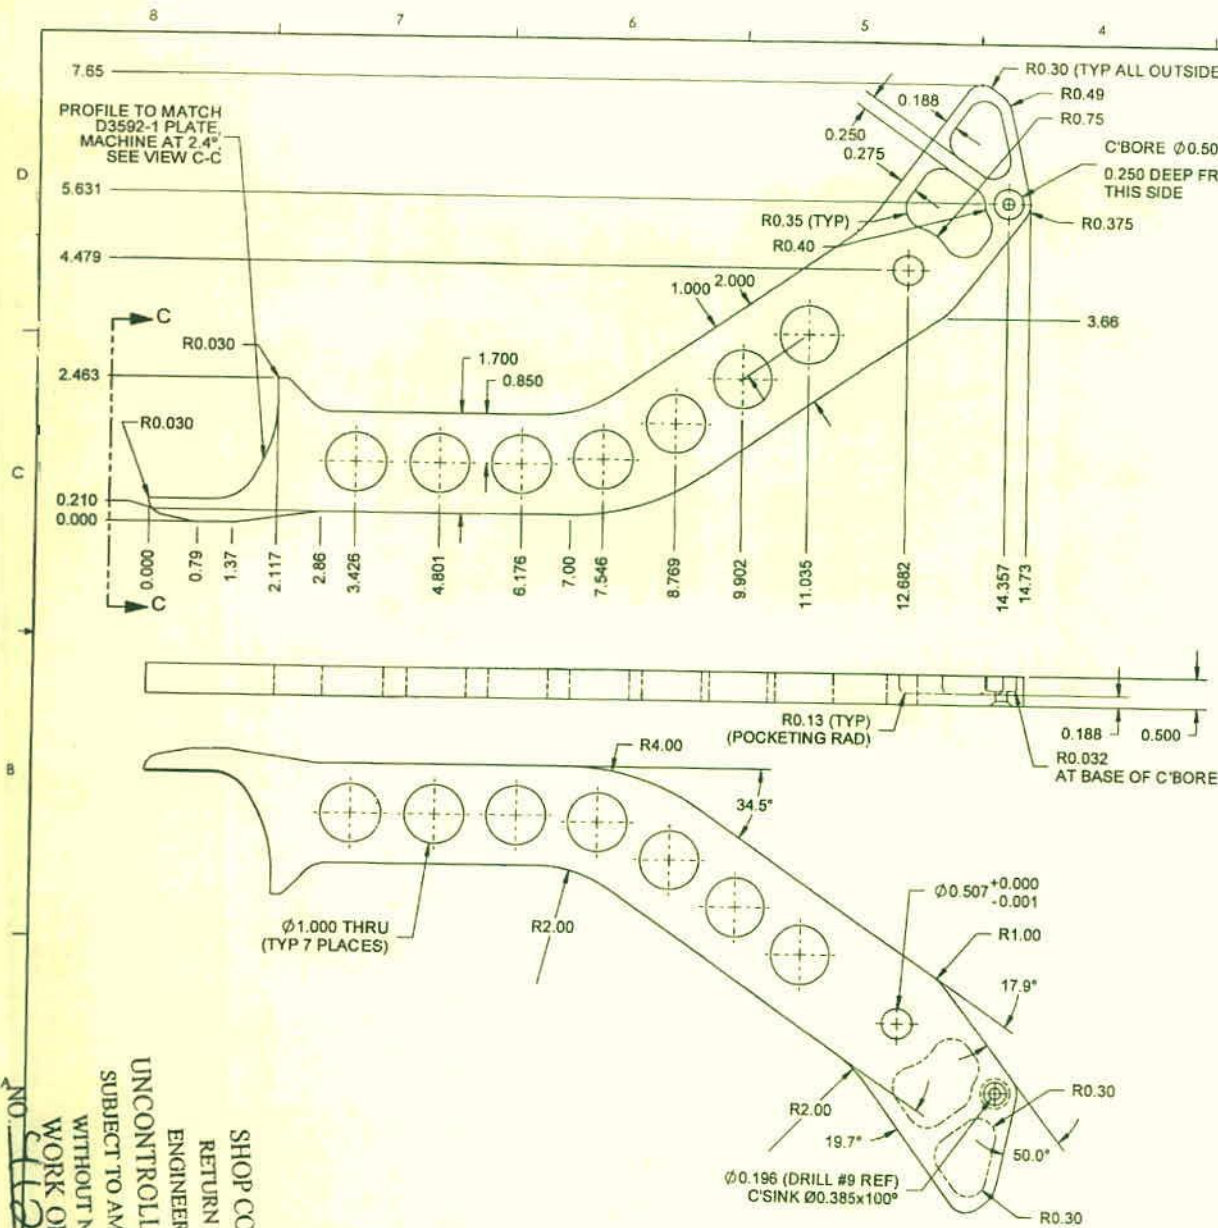 8 7 6 5 4
7.65
PROFILE TO MATCH
D3592-1 PLATE,
MACHINE AT 2.4°,
SEE VIEW C-C
D
5.631
4.479
C
R0.030
2.463
R0.030
C
0.210
0.000
C
0.188
0.250
0.275
R0.35 (TYP)
R0.40
R0.30 (TYP ALL OUTSIDE
R0.49
R0.75
C'BORE Ø0.50
0.250 DEEP FR
THIS SIDE
R0.375
1.000
2.000
3.66
1.700
0.850
0.000
0.79
1.37
2.117
2.86
3.426
4.801
6.176
7.00
7.546
8.769
9.902
11.035
12.682
14.357
14.73
R0.13 (TYP)
(POCKETING RAD)
0.188
0.500
R0.032
AT BASE OF C'BORE
B
R4.00
34.5°
Ø1.000 THRU
(TYP 7 PLACES)
R2.00
Ø0.507 +0.000
-0.001
R1.00
17.9°
R2.00
19.7°
R0.30
50.0°
Ø0.196 (DRILL #9 REF)
C'SINK Ø0.385x100°
R0.30
A
SHOP CO
RETURN
ENGINEER
UNCONTROLL
SUBJECT TO AM
WITHOUT N
WORK O
NO.